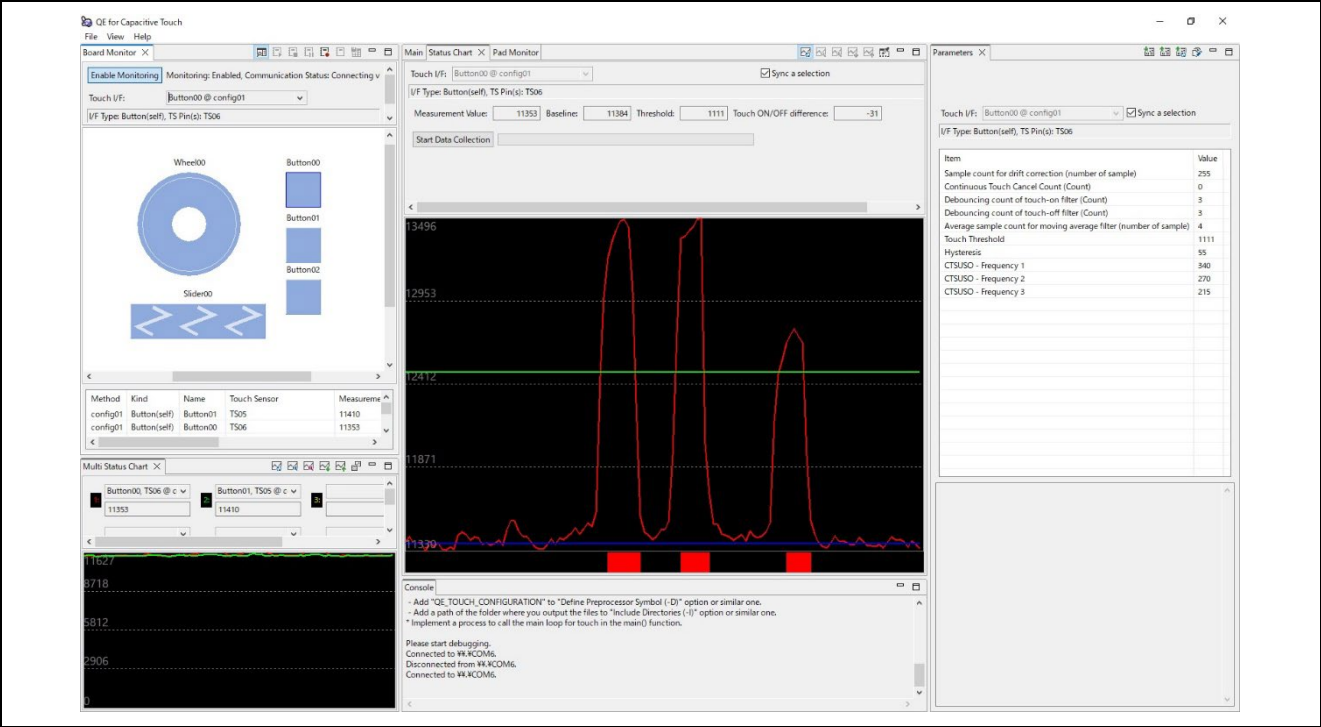 QE for Capacitive Touch
File View Help
Board Monitor
Enable Monitoring Monitoring: Enabled, Communication Status: Connecting v
Touch I/F: Button00 @ config01
I/F Type: Button(self), TS Pin(s): TS06
Wheel00 Button00
Button01
Button02
Slider00
Method Kind Name Touch Sensor Measureme
config01 Button(self) Button01 TS05 11410
config01 Button(self) Button00 TS06 11353
Multi Status Chart
1: Button00, TS06 @ c 2: Button01, TS05 @ c 3:
11353 11410
11627
8718
5812
2906
0
Main Status Chart Pad Monitor
Touch I/F: Button00 @ config01 Sync a selection
I/F Type: Button(self), TS Pin(s): TS06
Measurement Value: 11353 Baseline: 11384 Threshold: 1111 Touch ON/OFF difference: -31
Start Data Collection
13496
12953
12412
11871
11330
Console
- Add "QE_TOUCH_CONFIGURATION" to "Define Preprocessor Symbol (-D)" option or similar one.
- Add a path of the folder where you output the files to "Include Directories (-I)" option or similar one.
* Implement a process to call the main loop for touch in the main() function.
Please start debugging.
Connected to ¥¥.¥COM6.
Disconnected from ¥¥.¥COM6.
Connected to ¥¥.¥COM6.
Parameters
Touch I/F: Button00 @ config01 Sync a selection
I/F Type: Button(self), TS Pin(s): TS06
Item Value
Sample count for drift correction (number of sample) 255
Continuous Touch Cancel Count (Count) 0
Debouncing count of touch-on filter (Count) 3
Debouncing count of touch-off filter (Count) 3
Average sample count for moving average filter (number of sample) 4
Touch Threshold 1111
Hysteresis 55
CTSUSO - Frequency 1 340
CTSUSO - Frequency 2 270
CTSUSO - Frequency 3 215